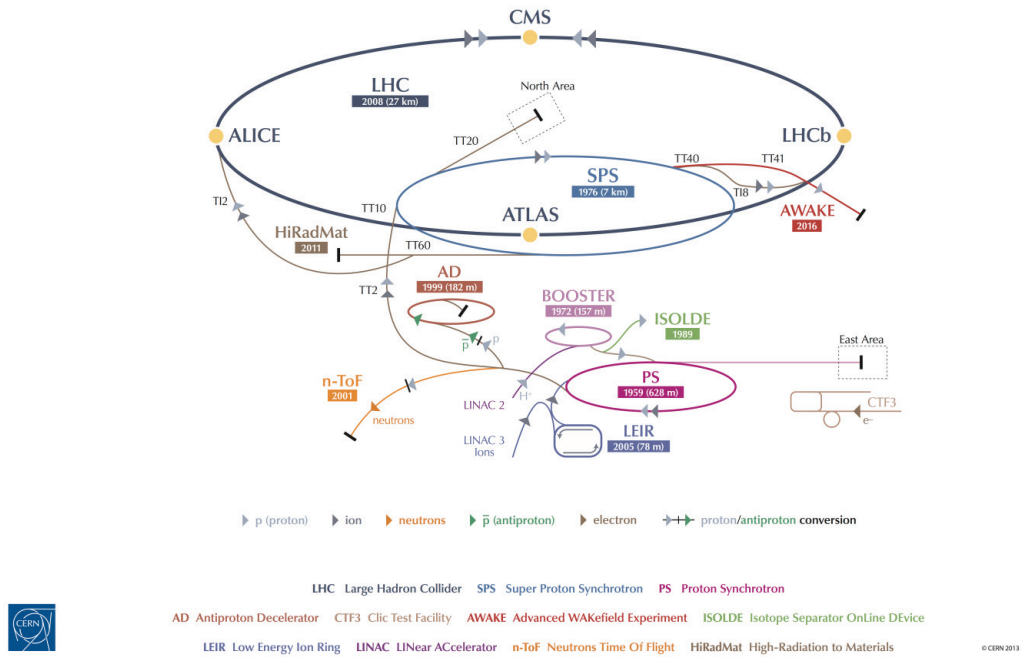 CMS
LHC
2008 (27 km)
North Area
ALICE
LHCb
TT20
TT40
TT41
SPS
1976 (7 km)
TI8
TI2
TT10
ATLAS
AWAKE
2016
HiRadMat
2011
TT60
AD
1999 (182 m)
TT2
BOOSTER
1972 (157 m)
ISOLDE
1989
p
p̅
East Area
n-ToF
2001
PS
1959 (628 m)
LINAC 2
H⁺
neutrons
CTF3
e–
LINAC 3
Ions
LEIR
2005 (78 m)
p (proton) ion neutrons p̅ (antiproton) electron proton/antiproton conversion
LHC Large Hadron Collider SPS Super Proton Synchrotron PS Proton Synchrotron
AD Antiproton Decelerator CTF3 Clic Test Facility AWAKE Advanced WAKefield Experiment ISOLDE Isotope Separator OnLine DEvice
LEIR Low Energy Ion Ring LINAC LINear ACcelerator n-ToF Neutrons Time Of Flight HiRadMat High-Radiation to Materials
CERN
© CERN 2013